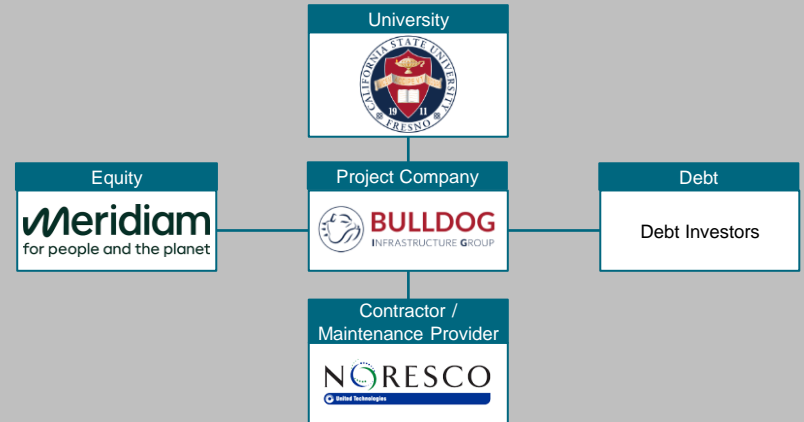 University
CALIFORNIA STATE UNIVERSITY
19 11
FRESNO
Equity
Meridiam
for people and the planet
Project Company
BULLDOG
INFRASTRUCTURE GROUP
Debt
Debt Investors
Contractor /
Maintenance Provider
NORESCO
United Technologies